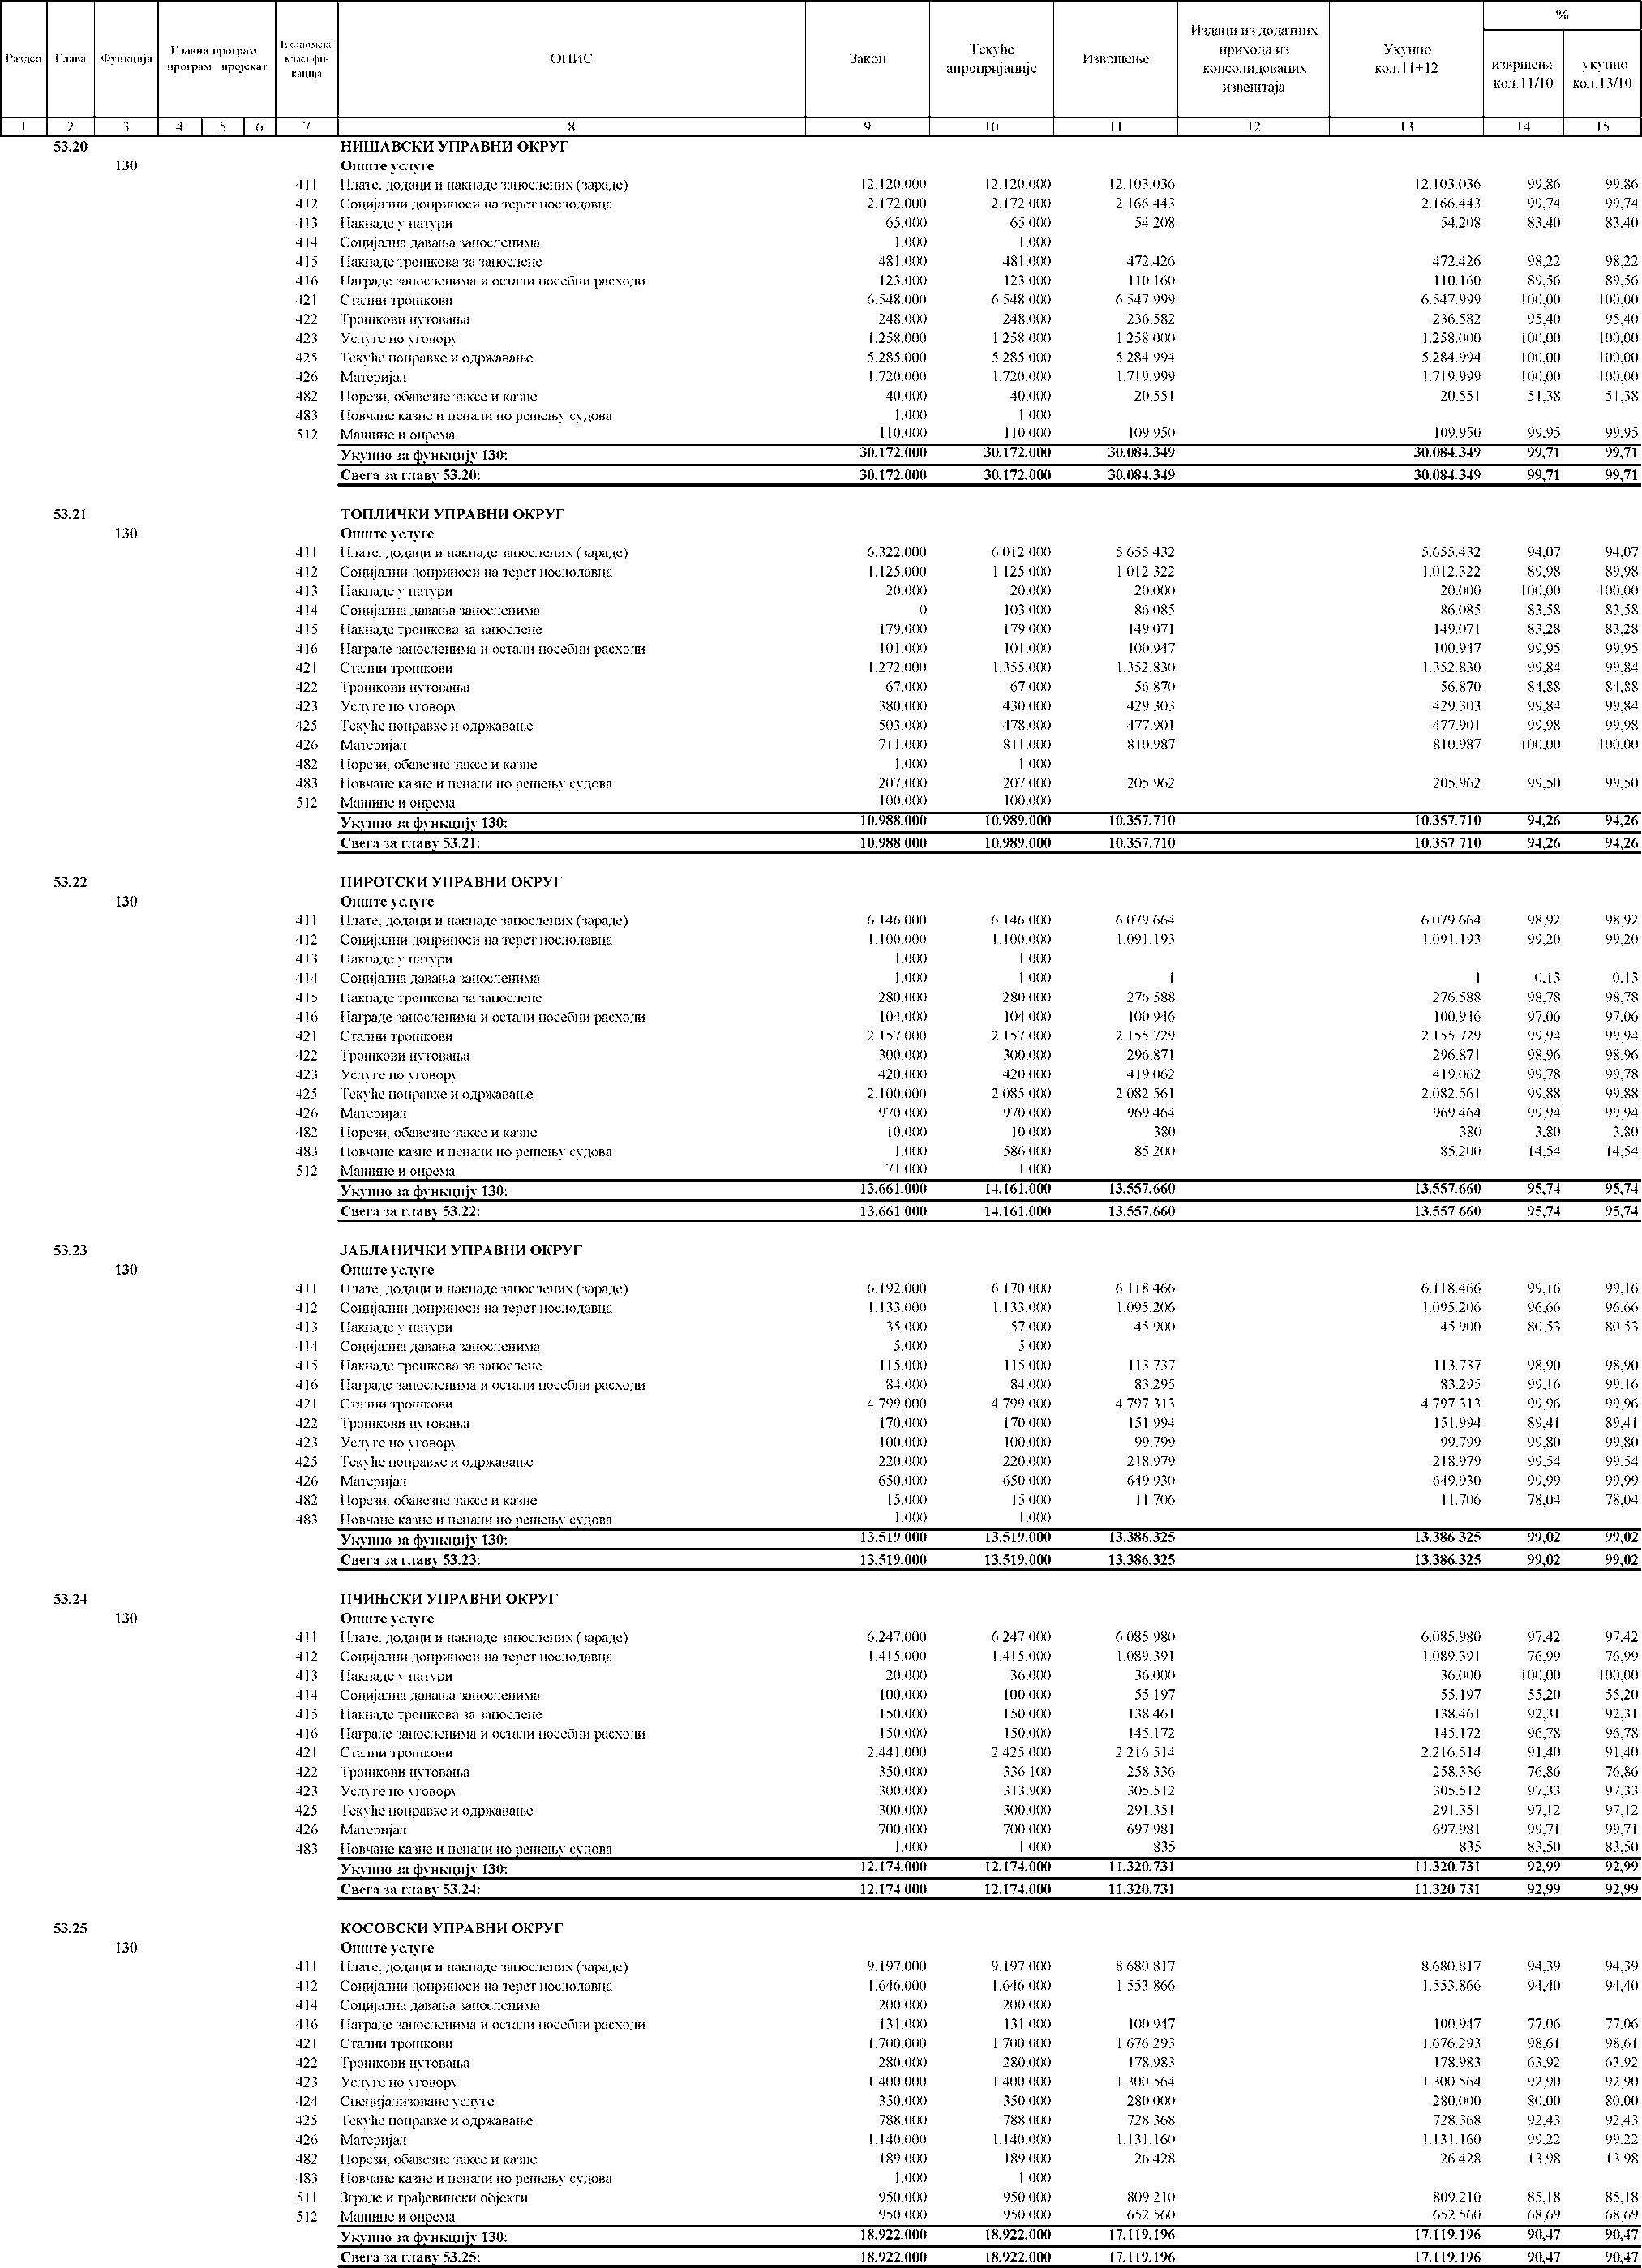 %
Раздео Глава Функција Главни програм програм пројекат Економска класифи- кација ОПИС Закон Текуће апропријације Извршење Издаци из додатних прихода из консолидованих извештаја Укупно кол.11+12 извршења кол.11/10 укупно кол.13/10
1 2 3 4 5 6 7 8 9 10 11 12 13 14 15
53.20 НИШАВСКИ УПРАВНИ ОКРУГ
130 Опште услуге
411 Плате, додаци и накнаде запослених (зараде) 12.120.000 12.120.000 12.103.036 12.103.036 99,86 99,86
412 Социјални доприноси на терет послодавца 2.172.000 2.172.000 2.166.443 2.166.443 99,74 99,74
413 Накнаде у натури 65.000 65.000 54.208 54.208 83,40 83,40
414 Социјална давања запосленима 1.000 1.000
415 Накнаде трошкова за запослене 481.000 481.000 472.426 472.426 98,22 98,22
416 Награде запосленима и остали посебни расходи 123.000 123.000 110.160 110.160 89,56 89,56
421 Стални трошкови 6.548.000 6.548.000 6.547.999 6.547.999 100,00 100,00
422 Трошкови путовања 248.000 248.000 236.582 236.582 95,40 95,40
423 Услуге по уговору 1.258.000 1.258.000 1.258.000 1.258.000 100,00 100,00
425 Текуће поправке и одржавање 5.285.000 5.285.000 5.284.994 5.284.994 100,00 100,00
426 Материјал 1.720.000 1.720.000 1.719.999 1.719.999 100,00 100,00
482 Порези, обавезне таксе и казне 40.000 40.000 20.551 20.551 51,38 51,38
483 Новчане казне и пенали по решењу судова 1.000 1.000
512 Машине и опрема 110.000 110.000 109.950 109.950 99,95 99,95
Укупно за функцију 130: 30.172.000 30.172.000 30.084.349 30.084.349 99,71 99,71
Свега за главу 53.20: 30.172.000 30.172.000 30.084.349 30.084.349 99,71 99,71
53.21 ТОПЛИЧКИ УПРАВНИ ОКРУГ
130 Опште услуге
411 Плате, додаци и накнаде запослених (зараде) 6.322.000 6.012.000 5.655.432 5.655.432 94,07 94,07
412 Социјални доприноси на терет послодавца 1.125.000 1.125.000 1.012.322 1.012.322 89,98 89,98
413 Накнаде у натури 20.000 20.000 20.000 20.000 100,00 100,00
414 Социјална давања запосленима 0 103.000 86.085 86.085 83,58 83,58
415 Накнаде трошкова за запослене 179.000 179.000 149.071 149.071 83,28 83,28
416 Награде запосленима и остали посебни расходи 101.000 101.000 100.947 100.947 99,95 99,95
421 Стални трошкови 1.272.000 1.355.000 1.352.830 1.352.830 99,84 99,84
422 Трошкови путовања 67.000 67.000 56.870 56.870 84,88 84,88
423 Услуге по уговору 380.000 430.000 429.303 429.303 99,84 99,84
425 Текуће поправке и одржавање 503.000 478.000 477.901 477.901 99,98 99,98
426 Материјал 711.000 811.000 810.987 810.987 100,00 100,00
482 Порези, обавезне таксе и казне 1.000 1.000
483 Новчане казне и пенали по решењу судова 207.000 207.000 205.962 205.962 99,50 99,50
512 Машине и опрема 100.000 100.000
Укупно за функцију 130: 10.988.000 10.989.000 10.357.710 10.357.710 94,26 94,26
Свега за главу 53.21: 10.988.000 10.989.000 10.357.710 10.357.710 94,26 94,26
53.22 ПИРОТСКИ УПРАВНИ ОКРУГ
130 Опште услуге
411 Плате, додаци и накнаде запослених (зараде) 6.146.000 6.146.000 6.079.664 6.079.664 98,92 98,92
412 Социјални доприноси на терет послодавца 1.100.000 1.100.000 1.091.193 1.091.193 99,20 99,20
413 Накнаде у натури 1.000 1.000
414 Социјална давања запосленима 1.000 1.000 1 1 0,13 0,13
415 Накнаде трошкова за запослене 280.000 280.000 276.588 276.588 98,78 98,78
416 Награде запосленима и остали посебни расходи 104.000 104.000 100.946 100.946 97,06 97,06
421 Стални трошкови 2.157.000 2.157.000 2.155.729 2.155.729 99,94 99,94
422 Трошкови путовања 300.000 300.000 296.871 296.871 98,96 98,96
423 Услуге по уговору 420.000 420.000 419.062 419.062 99,78 99,78
425 Текуће поправке и одржавање 2.100.000 2.085.000 2.082.561 2.082.561 99,88 99,88
426 Материјал 970.000 970.000 969.464 969.464 99,94 99,94
482 Порези, обавезне таксе и казне 10.000 10.000 380 380 3,80 3,80
483 Новчане казне и пенали по решењу судова 1.000 586.000 85.200 85.200 14,54 14,54
512 Машине и опрема 71.000 1.000
Укупно за функцију 130: 13.661.000 14.161.000 13.557.660 13.557.660 95,74 95,74
Свега за главу 53.22: 13.661.000 14.161.000 13.557.660 13.557.660 95,74 95,74
53.23 ЈАБЛАНИЧКИ УПРАВНИ ОКРУГ
130 Опште услуге
411 Плате, додаци и накнаде запослених (зараде) 6.192.000 6.170.000 6.118.466 6.118.466 99,16 99,16
412 Социјални доприноси на терет послодавца 1.133.000 1.133.000 1.095.206 1.095.206 96,66 96,66
413 Накнаде у натури 35.000 57.000 45.900 45.900 80,53 80,53
414 Социјална давања запосленима 5.000 5.000
415 Накнаде трошкова за запослене 115.000 115.000 113.737 113.737 98,90 98,90
416 Награде запосленима и остали посебни расходи 84.000 84.000 83.295 83.295 99,16 99,16
421 Стални трошкови 4.799.000 4.799.000 4.797.313 4.797.313 99,96 99,96
422 Трошкови путовања 170.000 170.000 151.994 151.994 89,41 89,41
423 Услуге по уговору 100.000 100.000 99.799 99.799 99,80 99,80
425 Текуће поправке и одржавање 220.000 220.000 218.979 218.979 99,54 99,54
426 Материјал 650.000 650.000 649.930 649.930 99,99 99,99
482 Порези, обавезне таксе и казне 15.000 15.000 11.706 11.706 78,04 78,04
483 Новчане казне и пенали по решењу судова 1.000 1.000
Укупно за функцију 130: 13.519.000 13.519.000 13.386.325 13.386.325 99,02 99,02
Свега за главу 53.23: 13.519.000 13.519.000 13.386.325 13.386.325 99,02 99,02
53.24 ПЧИЊСКИ УПРАВНИ ОКРУГ
130 Опште услуге
411 Плате, додаци и накнаде запослених (зараде) 6.247.000 6.247.000 6.085.980 6.085.980 97,42 97,42
412 Социјални доприноси на терет послодавца 1.415.000 1.415.000 1.089.391 1.089.391 76,99 76,99
413 Накнаде у натури 20.000 36.000 36.000 36.000 100,00 100,00
414 Социјална давања запосленима 100.000 100.000 55.197 55.197 55,20 55,20
415 Накнаде трошкова за запослене 150.000 150.000 138.461 138.461 92,31 92,31
416 Награде запосленима и остали посебни расходи 150.000 150.000 145.172 145.172 96,78 96,78
421 Стални трошкови 2.441.000 2.425.000 2.216.514 2.216.514 91,40 91,40
422 Трошкови путовања 350.000 336.100 258.336 258.336 76,86 76,86
423 Услуге по уговору 300.000 313.900 305.512 305.512 97,33 97,33
425 Текуће поправке и одржавање 300.000 300.000 291.351 291.351 97,12 97,12
426 Материјал 700.000 700.000 697.981 697.981 99,71 99,71
483 Новчане казне и пенали по решењу судова 1.000 1.000 835 835 83,50 83,50
Укупно за функцију 130: 12.174.000 12.174.000 11.320.731 11.320.731 92,99 92,99
Свега за главу 53.24: 12.174.000 12.174.000 11.320.731 11.320.731 92,99 92,99
53.25 КОСОВСКИ УПРАВНИ ОКРУГ
130 Опште услуге
411 Плате, додаци и накнаде запослених (зараде) 9.197.000 9.197.000 8.680.817 8.680.817 94,39 94,39
412 Социјални доприноси на терет послодавца 1.646.000 1.646.000 1.553.866 1.553.866 94,40 94,40
414 Социјална давања запосленима 200.000 200.000
416 Награде запосленима и остали посебни расходи 131.000 131.000 100.947 100.947 77,06 77,06
421 Стални трошкови 1.700.000 1.700.000 1.676.293 1.676.293 98,61 98,61
422 Трошкови путовања 280.000 280.000 178.983 178.983 63,92 63,92
423 Услуге по уговору 1.400.000 1.400.000 1.300.564 1.300.564 92,90 92,90
424 Специјализоване услуге 350.000 350.000 280.000 280.000 80,00 80,00
425 Текуће поправке и одржавање 788.000 788.000 728.368 728.368 92,43 92,43
426 Материјал 1.140.000 1.140.000 1.131.160 1.131.160 99,22 99,22
482 Порези, обавезне таксе и казне 189.000 189.000 26.428 26.428 13,98 13,98
483 Новчане казне и пенали по решењу судова 1.000 1.000
511 Зграде и грађевински објекти 950.000 950.000 809.210 809.210 85,18 85,18
512 Машине и опрема 950.000 950.000 652.560 652.560 68,69 68,69
Укупно за функцију 130: 18.922.000 18.922.000 17.119.196 17.119.196 90,47 90,47
Свега за главу 53.25: 18.922.000 18.922.000 17.119.196 17.119.196 90,47 90,47